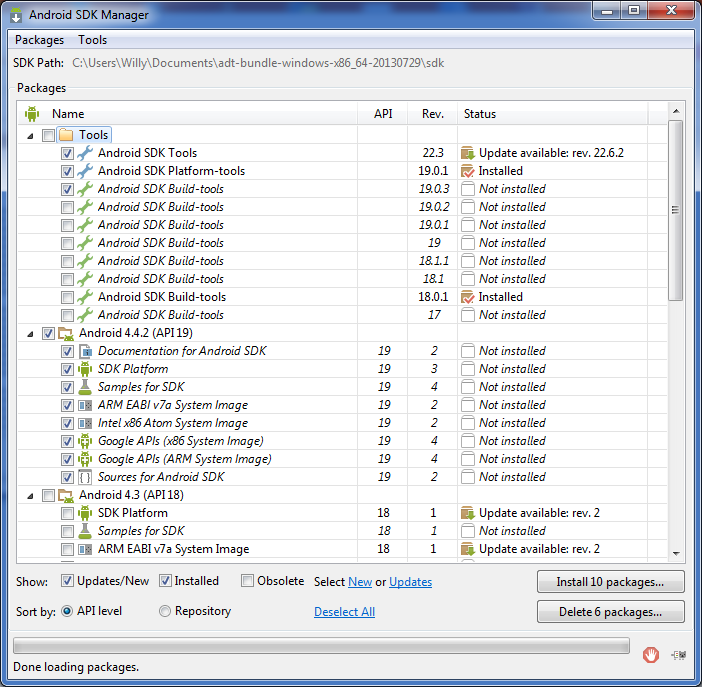 Android SDK Manager
Packages Tools
SDK Path: C:\Users\Willy\Documents\adt-bundle-windows-x86_64-20130729\sdk
Packages
Name API Rev. Status
Tools
Android SDK Tools 22.3 Update available: rev. 22.6.2
Android SDK Platform-tools 19.0.1 Installed
Android SDK Build-tools 19.0.3 Not installed
Android SDK Build-tools 19.0.2 Not installed
Android SDK Build-tools 19.0.1 Not installed
Android SDK Build-tools 19 Not installed
Android SDK Build-tools 18.1.1 Not installed
Android SDK Build-tools 18.1 Not installed
Android SDK Build-tools 18.0.1 Installed
Android SDK Build-tools 17 Not installed
Android 4.4.2 (API 19)
Documentation for Android SDK 19 2 Not installed
SDK Platform 19 3 Not installed
Samples for SDK 19 4 Not installed
ARM EABI v7a System Image 19 2 Not installed
Intel x86 Atom System Image 19 2 Not installed
Google APIs (x86 System Image) 19 4 Not installed
Google APIs (ARM System Image) 19 4 Not installed
Sources for Android SDK 19 2 Not installed
Android 4.3 (API 18)
SDK Platform 18 1 Update available: rev. 2
Samples for SDK 18 1 Not installed
ARM EABI v7a System Image 18 1 Update available: rev. 2
Show: Updates/New Installed Obsolete Select New or Updates Install 10 packages...
Sort by: API level Repository Deselect All Delete 6 packages...
Done loading packages.